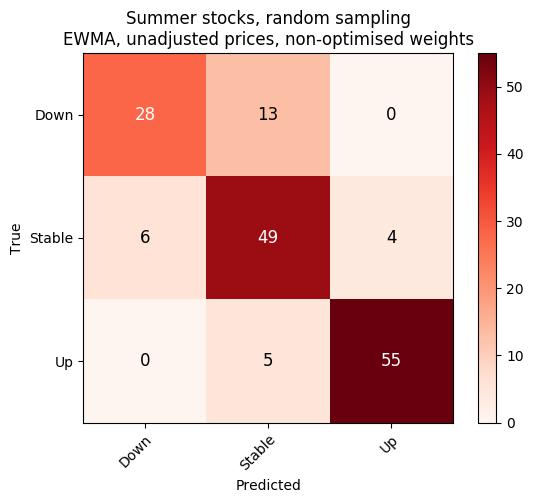 Summer stocks, random sampling
EWMA, unadjusted prices, non-optimised weights
Down
28
13
0
Stable
6
49
4
Up
0
5
55
Down
Stable
Up
True
Predicted
50
40
30
20
10
0